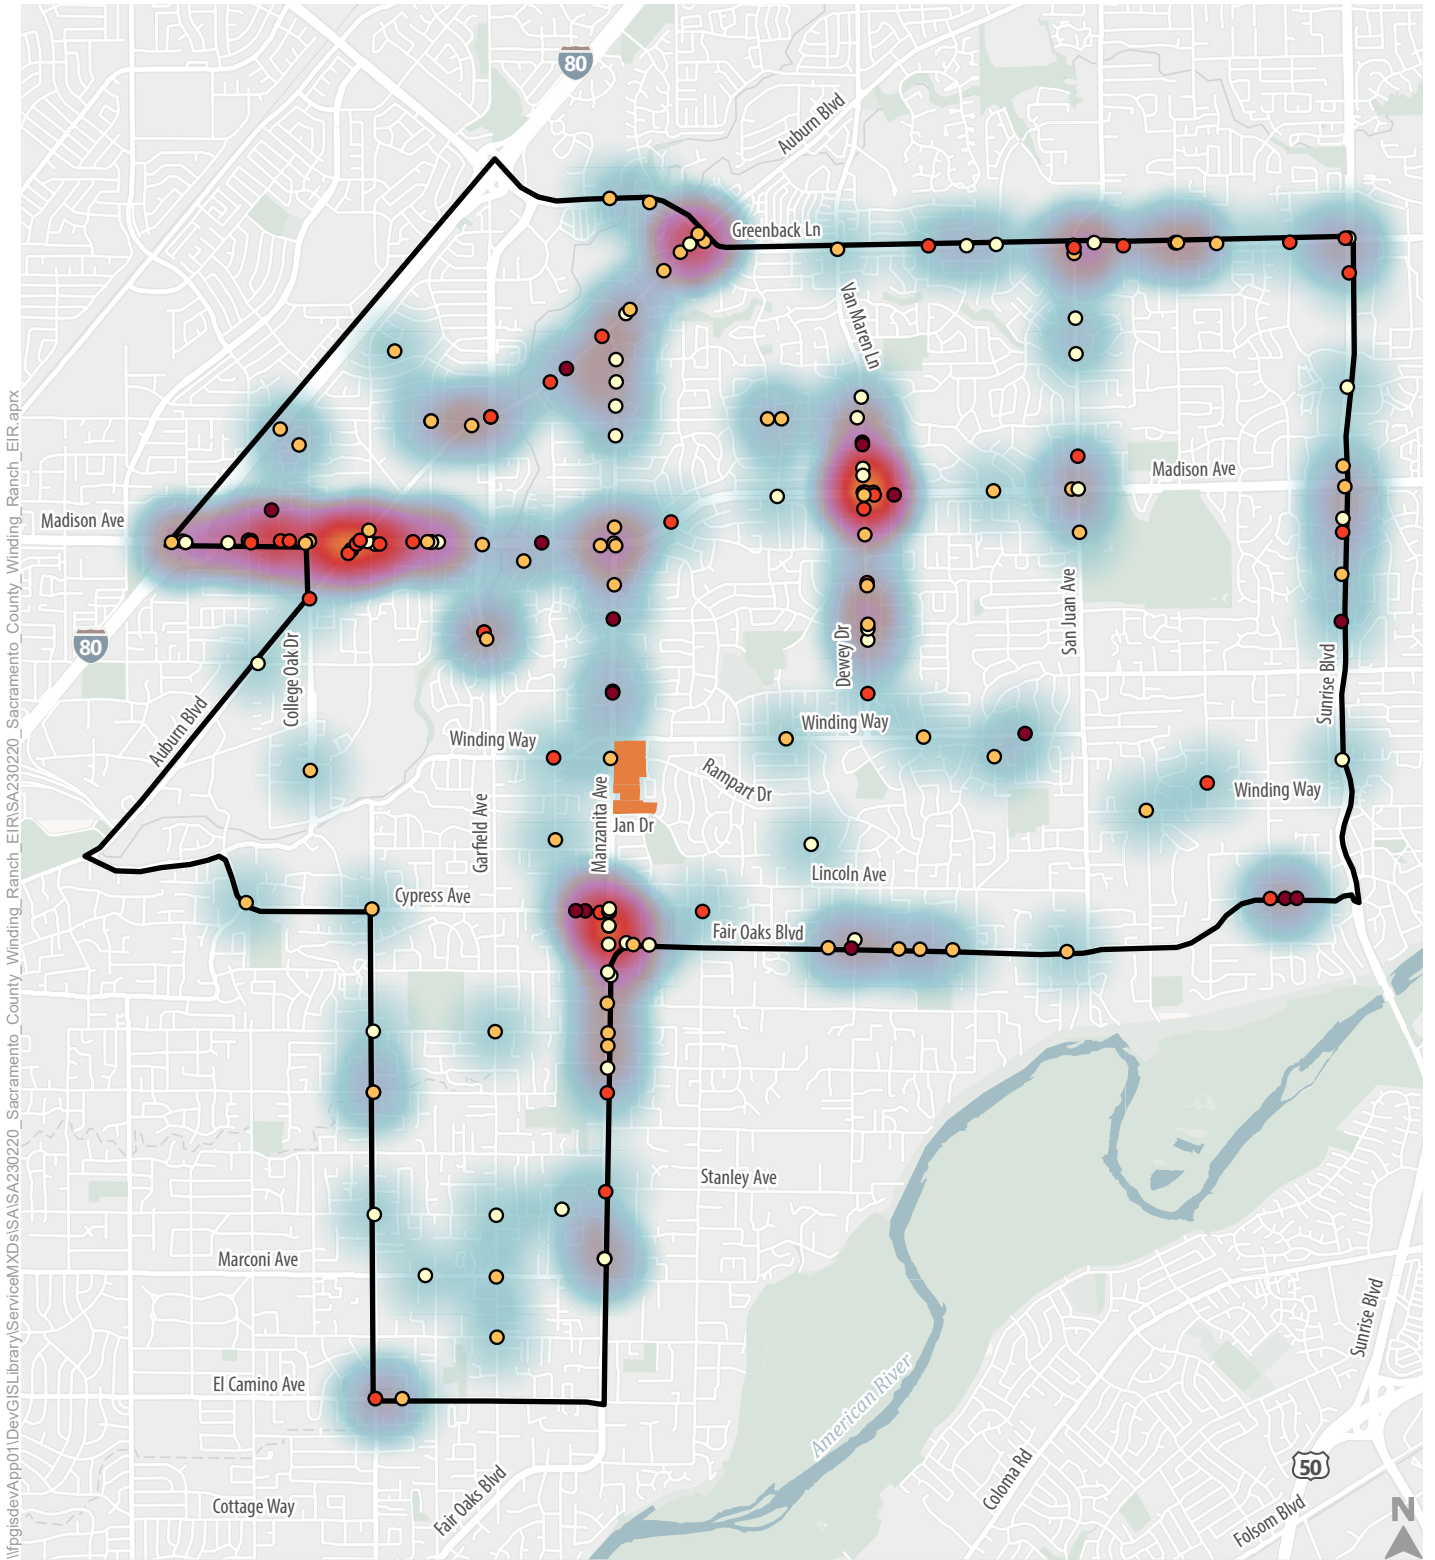 80
Auburn Blvd
Greenback Ln
Van Maren Ln
Madison Ave
Madison Ave
80
College Oak Dr
San Juan Ave
Dewey Dr
Sunrise Blvd
Auburn Blvd
Winding Way
Winding Way
Rampart Dr
Winding Way
Garfield Ave
Manzanita Ave
Jan Dr
Lincoln Ave
Cypress Ave
Fair Oaks Blvd
Stanley Ave
Marconi Ave
Sunrise Blvd
El Camino Ave
American River
Coloma Rd
50
Cottage Way
Fair Oaks Blvd
Folsom Blvd
N
\\fpgisdevApp01\DevGISLibrary\ServiceMXDs\SA\SA230220_Sacramento_County_Winding_Ranch_EIR\SA230220_Sacramento_County_Winding_Ranch_EIR.aprx